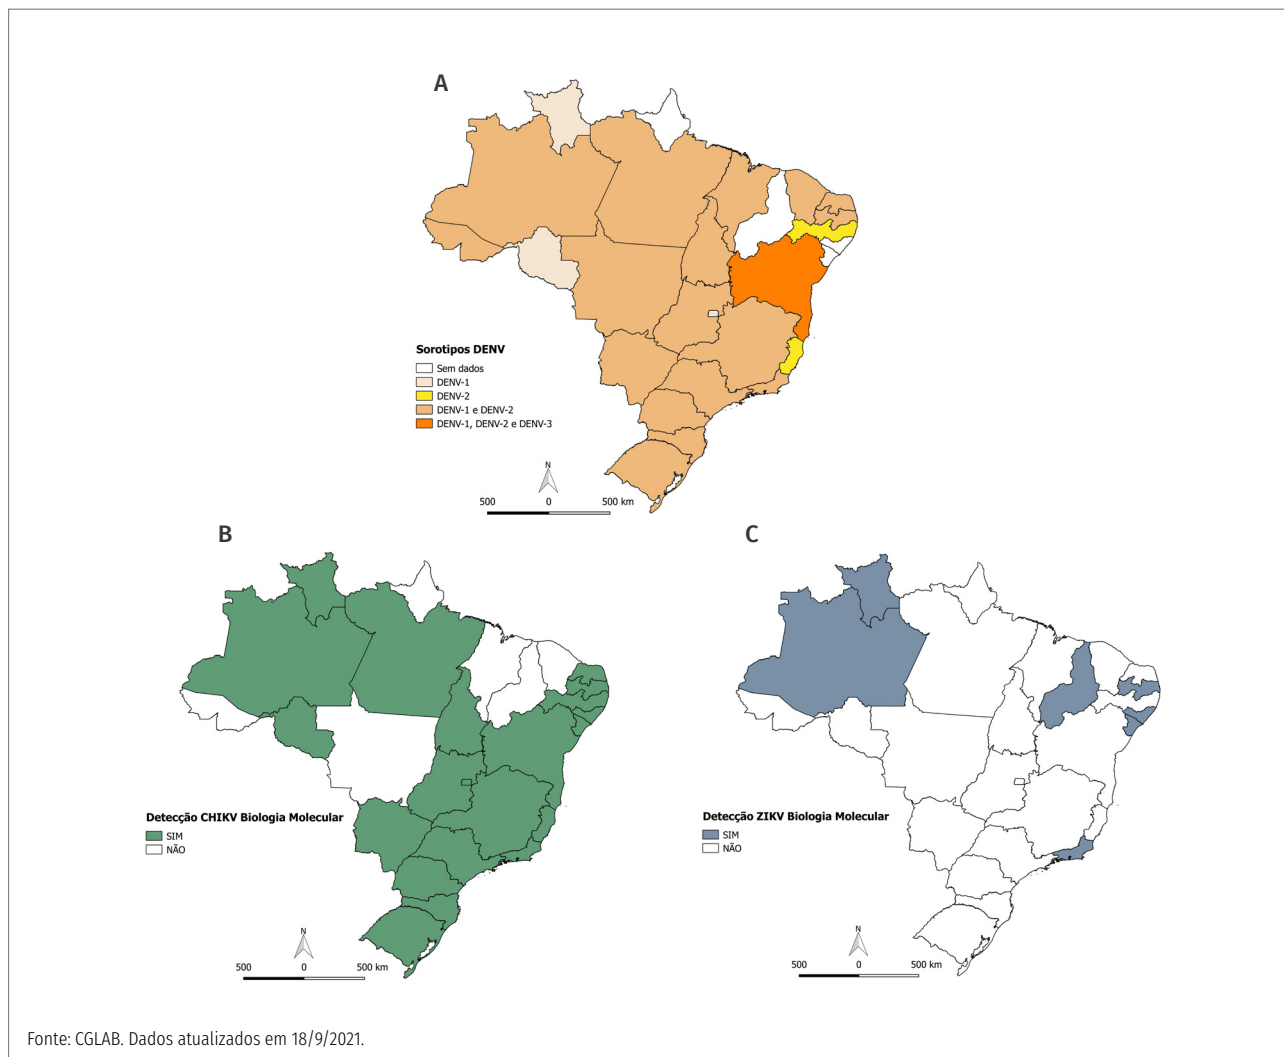 A
Sorotipos DENV
Sem dados
DENV-1
DENV-2
DENV-1 e DENV-2
DENV-1, DENV-2 e DENV-3
N
500 0 500 km
B
Detecção CHIKV Biologia Molecular
SIM
NÃO
N
500 0 500 km
C
Detecção ZIKV Biologia Molecular
SIM
NÃO
N
500 0 500 km
Fonte: CGLAB. Dados atualizados em 18/9/2021.